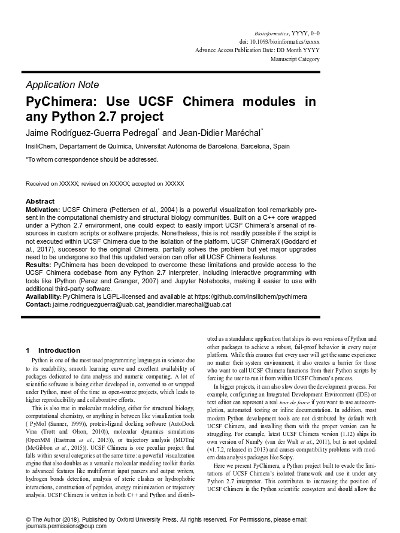 Bioinformatics, YYYY, 0–0
doi: 10.1093/bioinformatics/xxxxx
Advance Access Publication Date: DD Month YYYY
Manuscript Category
Application Note
PyChimera: Use UCSF Chimera modules in
any Python 2.7 project
Jaime Rodríguez-Guerra Pedregal* and Jean-Didier Maréchal*
InsiliChem, Departament de Química, Universitat Autònoma de Barcelona, Barcelona, Spain
*To whom correspondence should be addressed.
Received on XXXXX; revised on XXXXX; accepted on XXXXX
Abstract
Motivation: UCSF Chimera (Pettersen et al., 2004) is a powerful visualization tool remarkably pre-
sent in the computational chemistry and structural biology communities. Built on a C++ core wrapped
under a Python 2.7 environment, one could expect to easily import UCSF Chimera's arsenal of re-
sources in custom scripts or software projects. Nonetheless, this is not readily possible if the script is
not executed within UCSF Chimera due to the isolation of the platform. UCSF ChimeraX (Goddard et
al., 2017), successor to the original Chimera, partially solves the problem but yet major upgrades
need to be undergone so that this updated version can offer all UCSF Chimera features.
Results: PyChimera has been developed to overcome these limitations and provide access to the
UCSF Chimera codebase from any Python 2.7 interpreter, including interactive programming with
tools like IPython (Perez and Granger, 2007) and Jupyter Notebooks, making it easier to use with
additional third-party software.
Availability: PyChimera is LGPL-licensed and available at https://github.com/insilichem/pychimera
Contact: jaime.rodriguezguerra@uab.cat, jeandidier.marechal@uab.cat
1 Introduction
Python is one of the most used programming languages in science due
to its readability, smooth learning curve and excellent availability of
packages dedicated to data analysis and numeric computing. A lot of
scientific software is being either developed in, converted to or wrapped
under Python, most of the time as open-source projects, which leads to
higher reproducibility and collaborative efforts.
This is also true in molecular modeling, either for structural biology,
computational chemistry, or anything in between like visualization tools
(PyMol (Sanner, 1999)), protein-ligand docking software (AutoDock
Vina (Trott and Olson, 2010)), molecular dynamics simulations
(OpenMM (Eastman et al., 2013)), or trajectory analysis (MDTraj
(McGibbon et al., 2015)). UCSF Chimera is one peculiar project that
falls within several categories at the same time: a powerful visualization
engine that also doubles as a versatile molecular modeling toolkit thanks
to advanced features like multiformat input parsers and output writers,
hydrogen bonds detection, analysis of steric clashes or hydrophobic
interactions, construction of peptides, energy minimization or trajectory
analysis. UCSF Chimera is written in both C++ and Python and distrib-
uted as a standalone application that ships its own versions of Python and
other packages to achieve a robust, fail-proof behavior in every major
platform. While this ensures that every user will get the same experience
no matter their system environment, it also creates a barrier for those
who want to call UCSF Chimera functions from their Python scripts by
forcing the user to run it from within UCSF Chimera's process.
In bigger projects, it can also slow down the development process. For
example, configuring an Integrated Development Environment (IDE) or
text editor can represent a real tour de force if you want to use autocom-
pletion, automated testing or inline documentation. In addition, most
modern Python development tools are not distributed by default with
UCSF Chimera, and installing them with the proper version can be
struggling. For example, latest UCSF Chimera version (1.12) ships its
own version of NumPy (van der Walt et al., 2011), but is not updated
(v1.7.2, released in 2013) and causes compatibility problems with mod-
ern data analysis packages like Scipy.
Here we present PyChimera, a Python project built to evade the limi-
tations of UCSF Chimera's isolated framework and use it under any
Python 2.7 interpreter. This contributes to increasing the position of
UCSF Chimera in the Python scientific ecosystem and should allow the
© The Author (2018). Published by Oxford University Press. All rights reserved. For Permissions, please email:
journals.permissions@oup.com